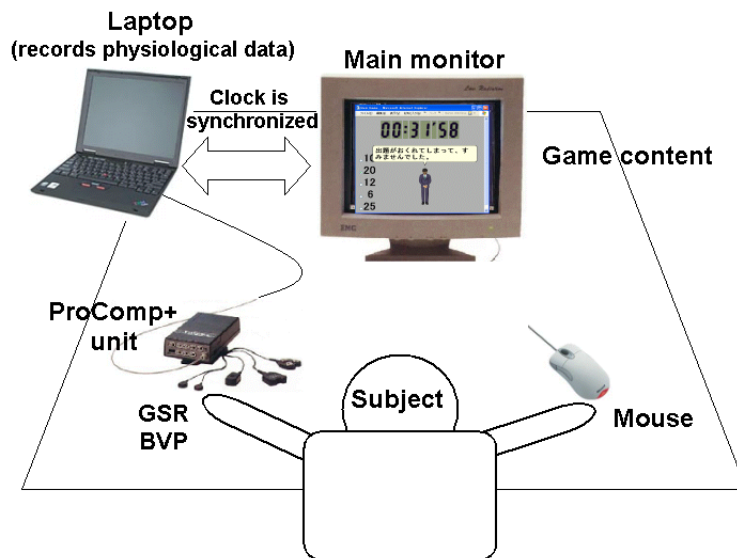 Laptop
(records physiological data)
Main monitor
Clock is
synchronized
00:31'58
出題がおくれてしまって、す
みませんでした。
.10
20
.12
. 6
.25
EMC
Game content
ProComp+
unit
GSR
BVP
Subject
Mouse